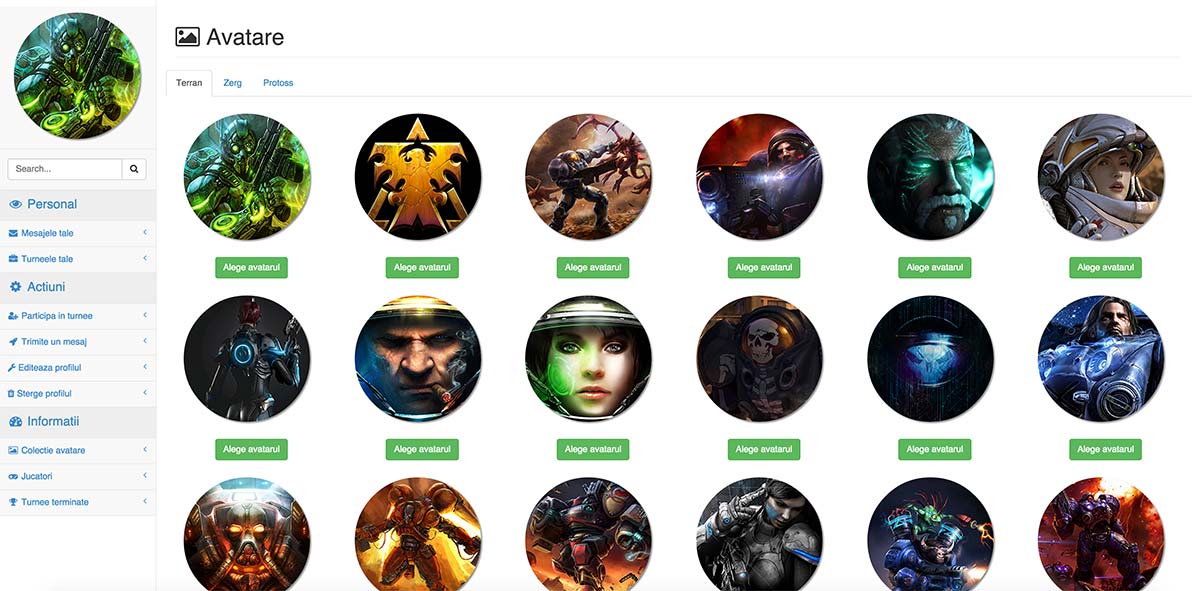 Avatare
Terran Zerg Protoss
Search...
Personal
Mesajele tale
Turneele tale
Actiuni
Participa in turnee
Trimite un mesaj
Editeaza profilul
Sterge profilul
Informatii
Colectie avatare
Jucatori
Turnee terminate
Alege avatarul Alege avatarul Alege avatarul Alege avatarul Alege avatarul Alege avatarul
Alege avatarul Alege avatarul Alege avatarul Alege avatarul Alege avatarul Alege avatarul